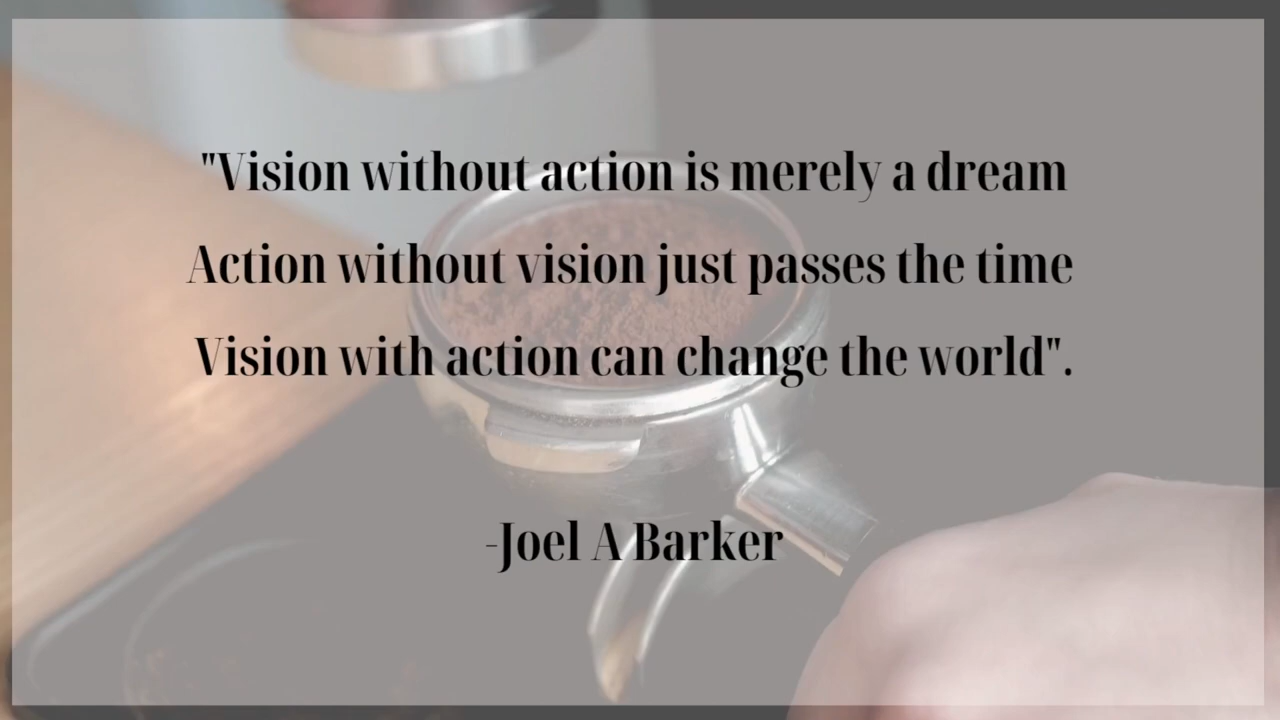 "Vision without action is merely a dream
Action without vision just passes the time
Vision with action can change the world".
-Joel A Barker